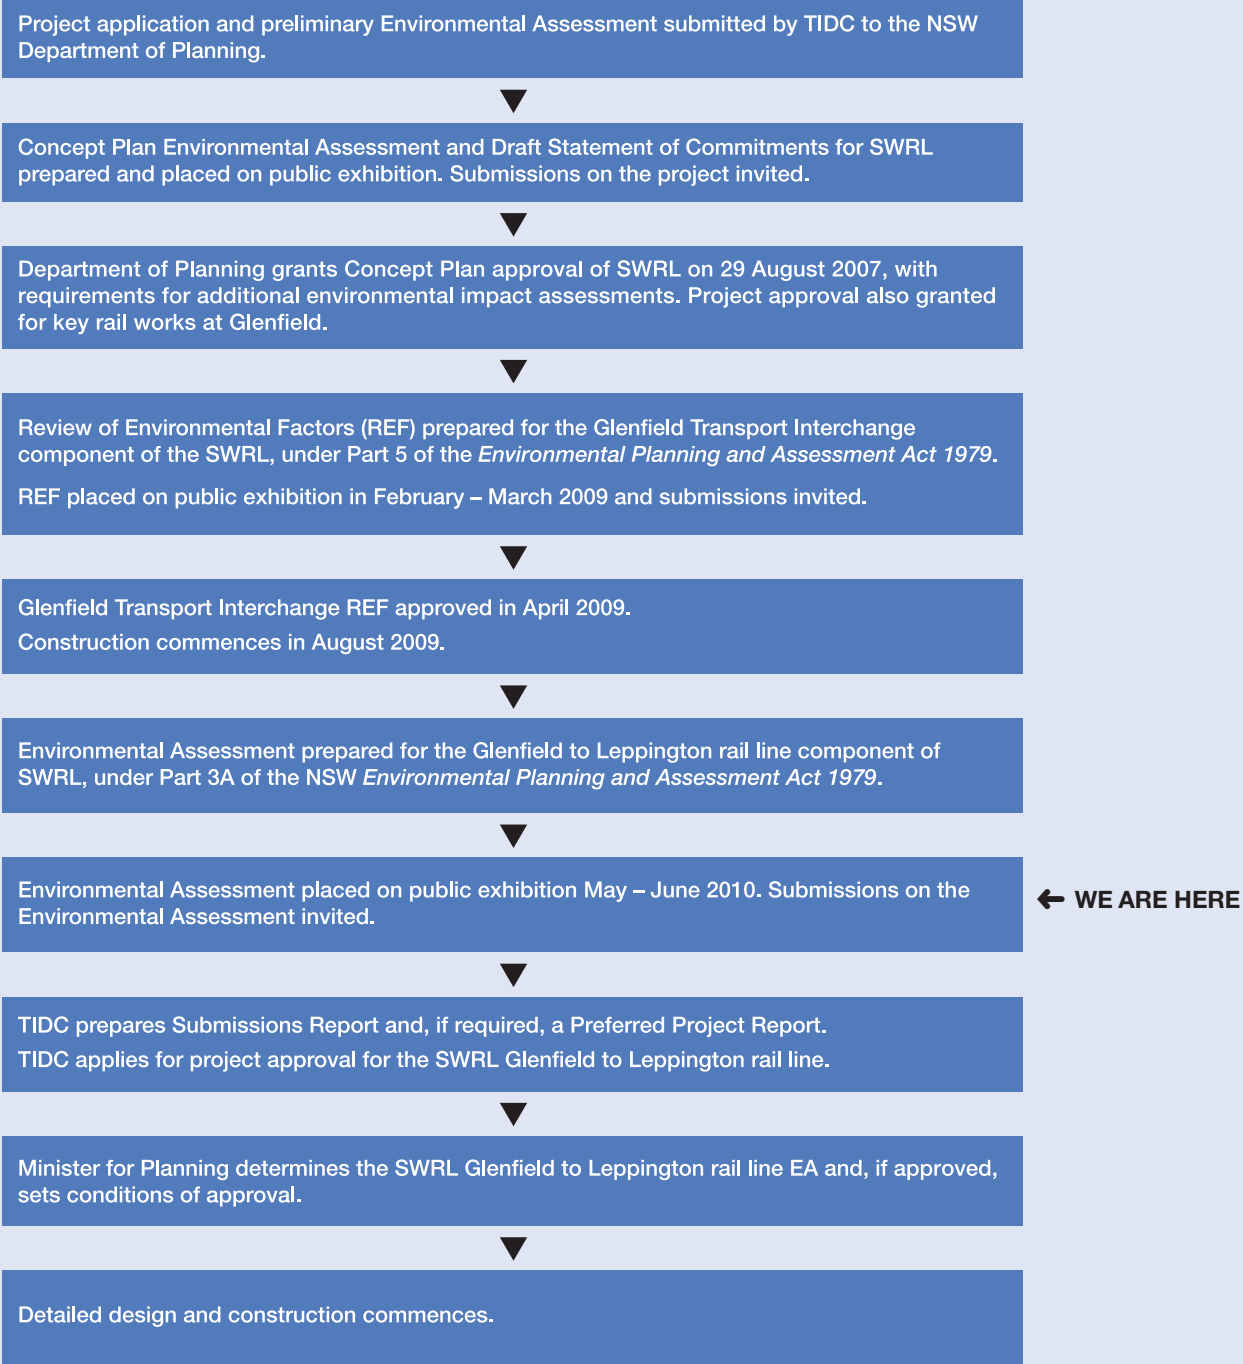 Project application and preliminary Environmental Assessment submitted by TIDC to the NSW
Department of Planning.
Concept Plan Environmental Assessment and Draft Statement of Commitments for SWRL
prepared and placed on public exhibition. Submissions on the project invited.
Department of Planning grants Concept Plan approval of SWRL on 29 August 2007, with
requirements for additional environmental impact assessments. Project approval also granted
for key rail works at Glenfield.
Review of Environmental Factors (REF) prepared for the Glenfield Transport Interchange
component of the SWRL, under Part 5 of the Environmental Planning and Assessment Act 1979.
REF placed on public exhibition in February – March 2009 and submissions invited.
Glenfield Transport Interchange REF approved in April 2009.
Construction commences in August 2009.
Environmental Assessment prepared for the Glenfield to Leppington rail line component of
SWRL, under Part 3A of the NSW Environmental Planning and Assessment Act 1979.
Environmental Assessment placed on public exhibition May – June 2010. Submissions on the
Environmental Assessment invited.
WE ARE HERE
TIDC prepares Submissions Report and, if required, a Preferred Project Report.
TIDC applies for project approval for the SWRL Glenfield to Leppington rail line.
Minister for Planning determines the SWRL Glenfield to Leppington rail line EA and, if approved,
sets conditions of approval.
Detailed design and construction commences.